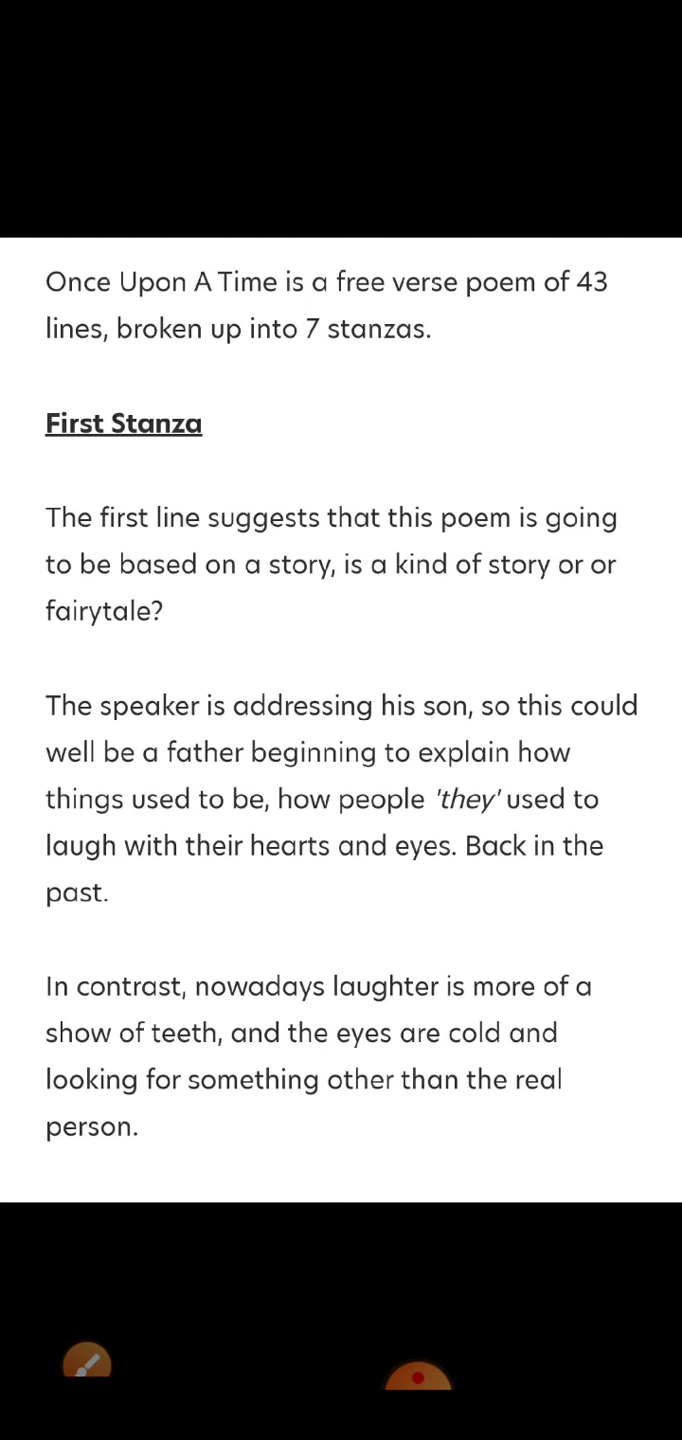 Once Upon A Time is a free verse poem of 43
lines, broken up into 7 stanzas.
First Stanza
The first line suggests that this poem is going
to be based on a story, is a kind of story or or
fairytale?
The speaker is addressing his son, so this could
well be a father beginning to explain how
things used to be, how people 'they' used to
laugh with their hearts and eyes. Back in the
past.
In contrast, nowadays laughter is more of a
show of teeth, and the eyes are cold and
looking for something other than the real
person.